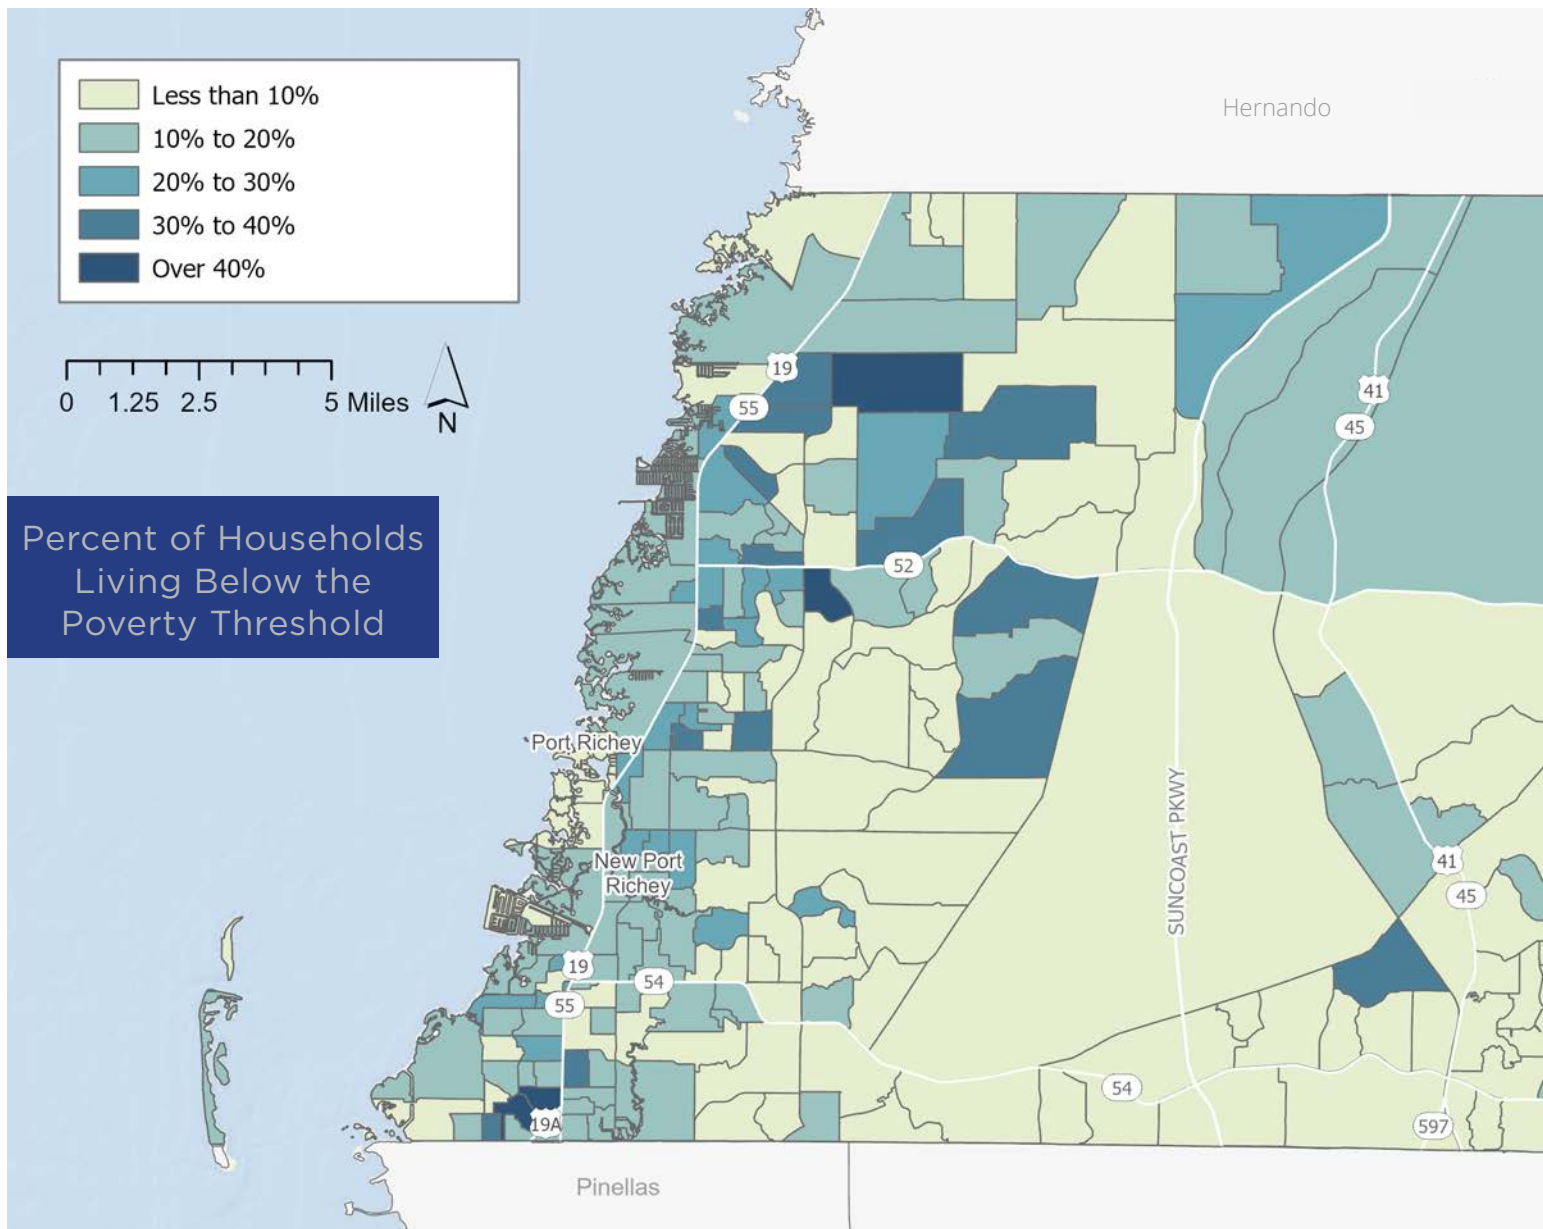 Less than 10%
10% to 20%
20% to 30%
30% to 40%
Over 40%
0 1.25 2.5 5 Miles
N
Percent of Households
Living Below the
Poverty Threshold
Hernando
19
55
41
45
52
Port Richey
SUNCOAST PKWY
New Port
Richey
41
45
19
54
55
54
19A
597
Pinellas